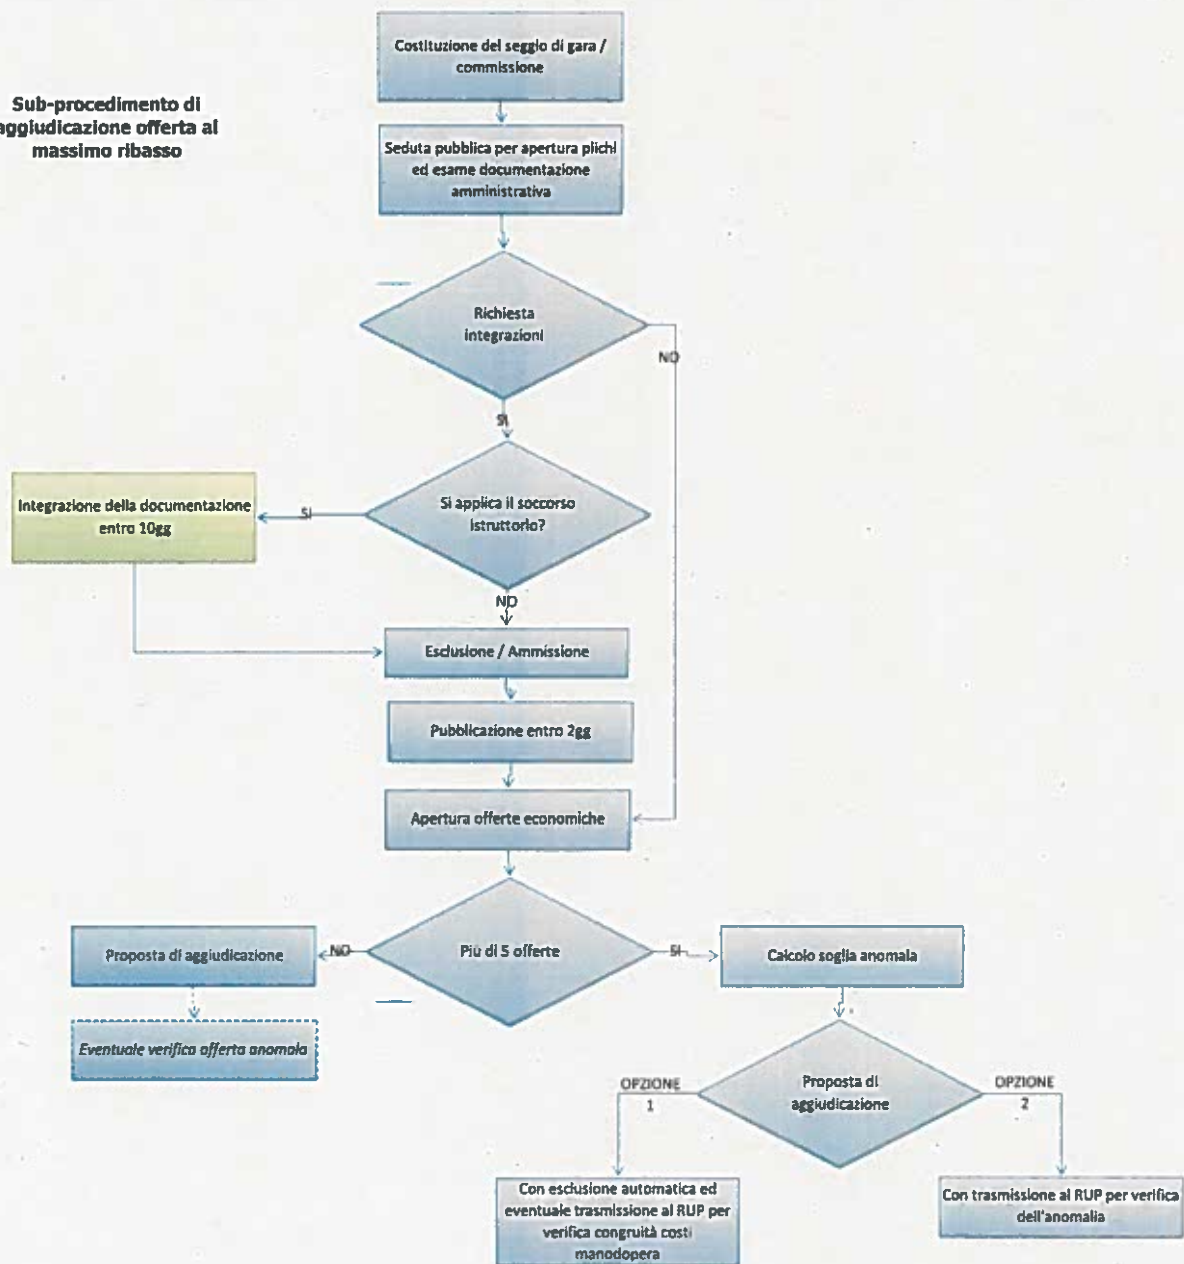 Costituzione del seggio di gara /
commissione
Sub-procedimento di
aggiudicazione offerta al
massimo ribasso
Seduta pubblica per apertura plichi
ed esame documentazione
amministrativa
Richiesta
integrazioni
NO
SI
Si applica il soccorso
istruttorio?
SI
Integrazione della documentazione
entro 10gg
NO
Esclusione / Ammissione
Pubblicazione entro 2gg
Apertura offerte economiche
Più di 5 offerte
NO
SI
Proposta di aggiudicazione
Calcolo soglia anomala
Eventuale verifica offerta anomala
Proposta di
aggiudicazione
OPZIONE
1
OPZIONE
2
Con esclusione automatica ed
eventuale trasmissione al RUP per
verifica congruità costi
manodopera
Con trasmissione al RUP per verifica
dell'anomalia